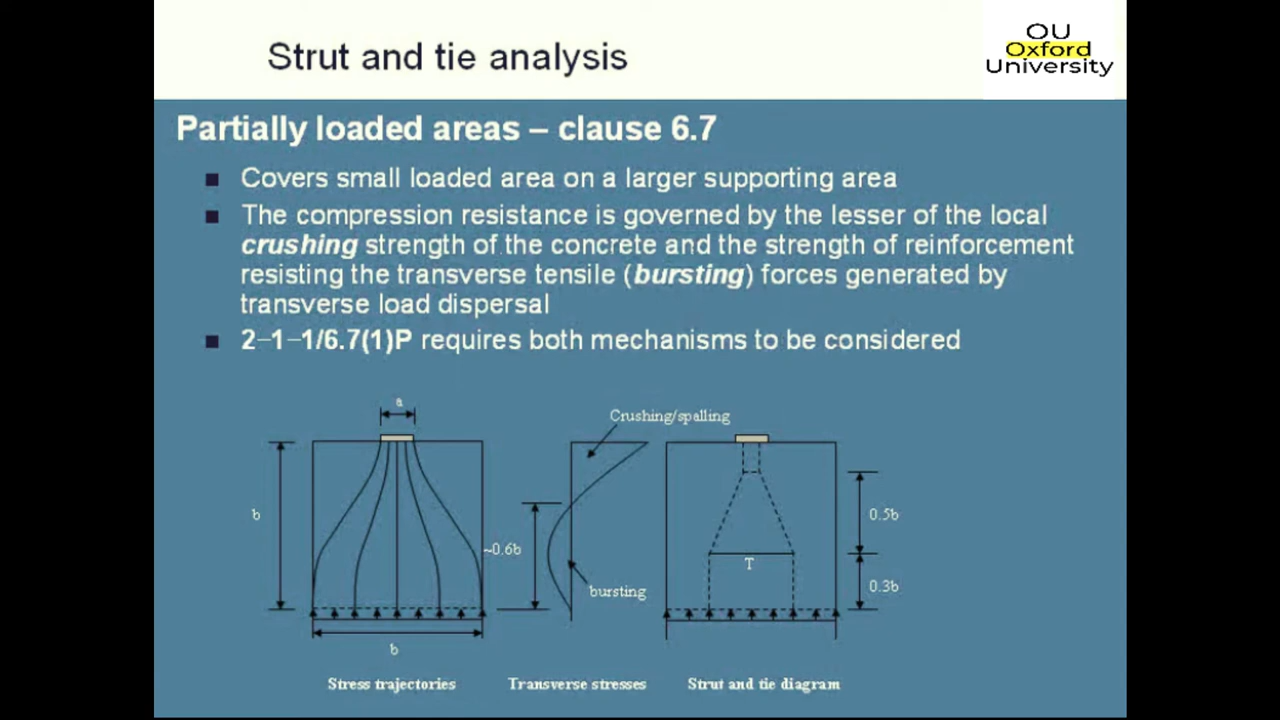 Strut and tie analysis
OU
Oxford
University
Partially loaded areas – clause 6.7
Covers small loaded area on a larger supporting area
The compression resistance is governed by the lesser of the local
crushing strength of the concrete and the strength of reinforcement
resisting the transverse tensile (bursting) forces generated by
transverse load dispersal
2–1–1/6.7(1)P requires both mechanisms to be considered
a
Crushing/spalling
b
~0.6b
0.5b
T
0.3b
bursting
b
Stress trajectories
Transverse stresses
Strut and tie diagram